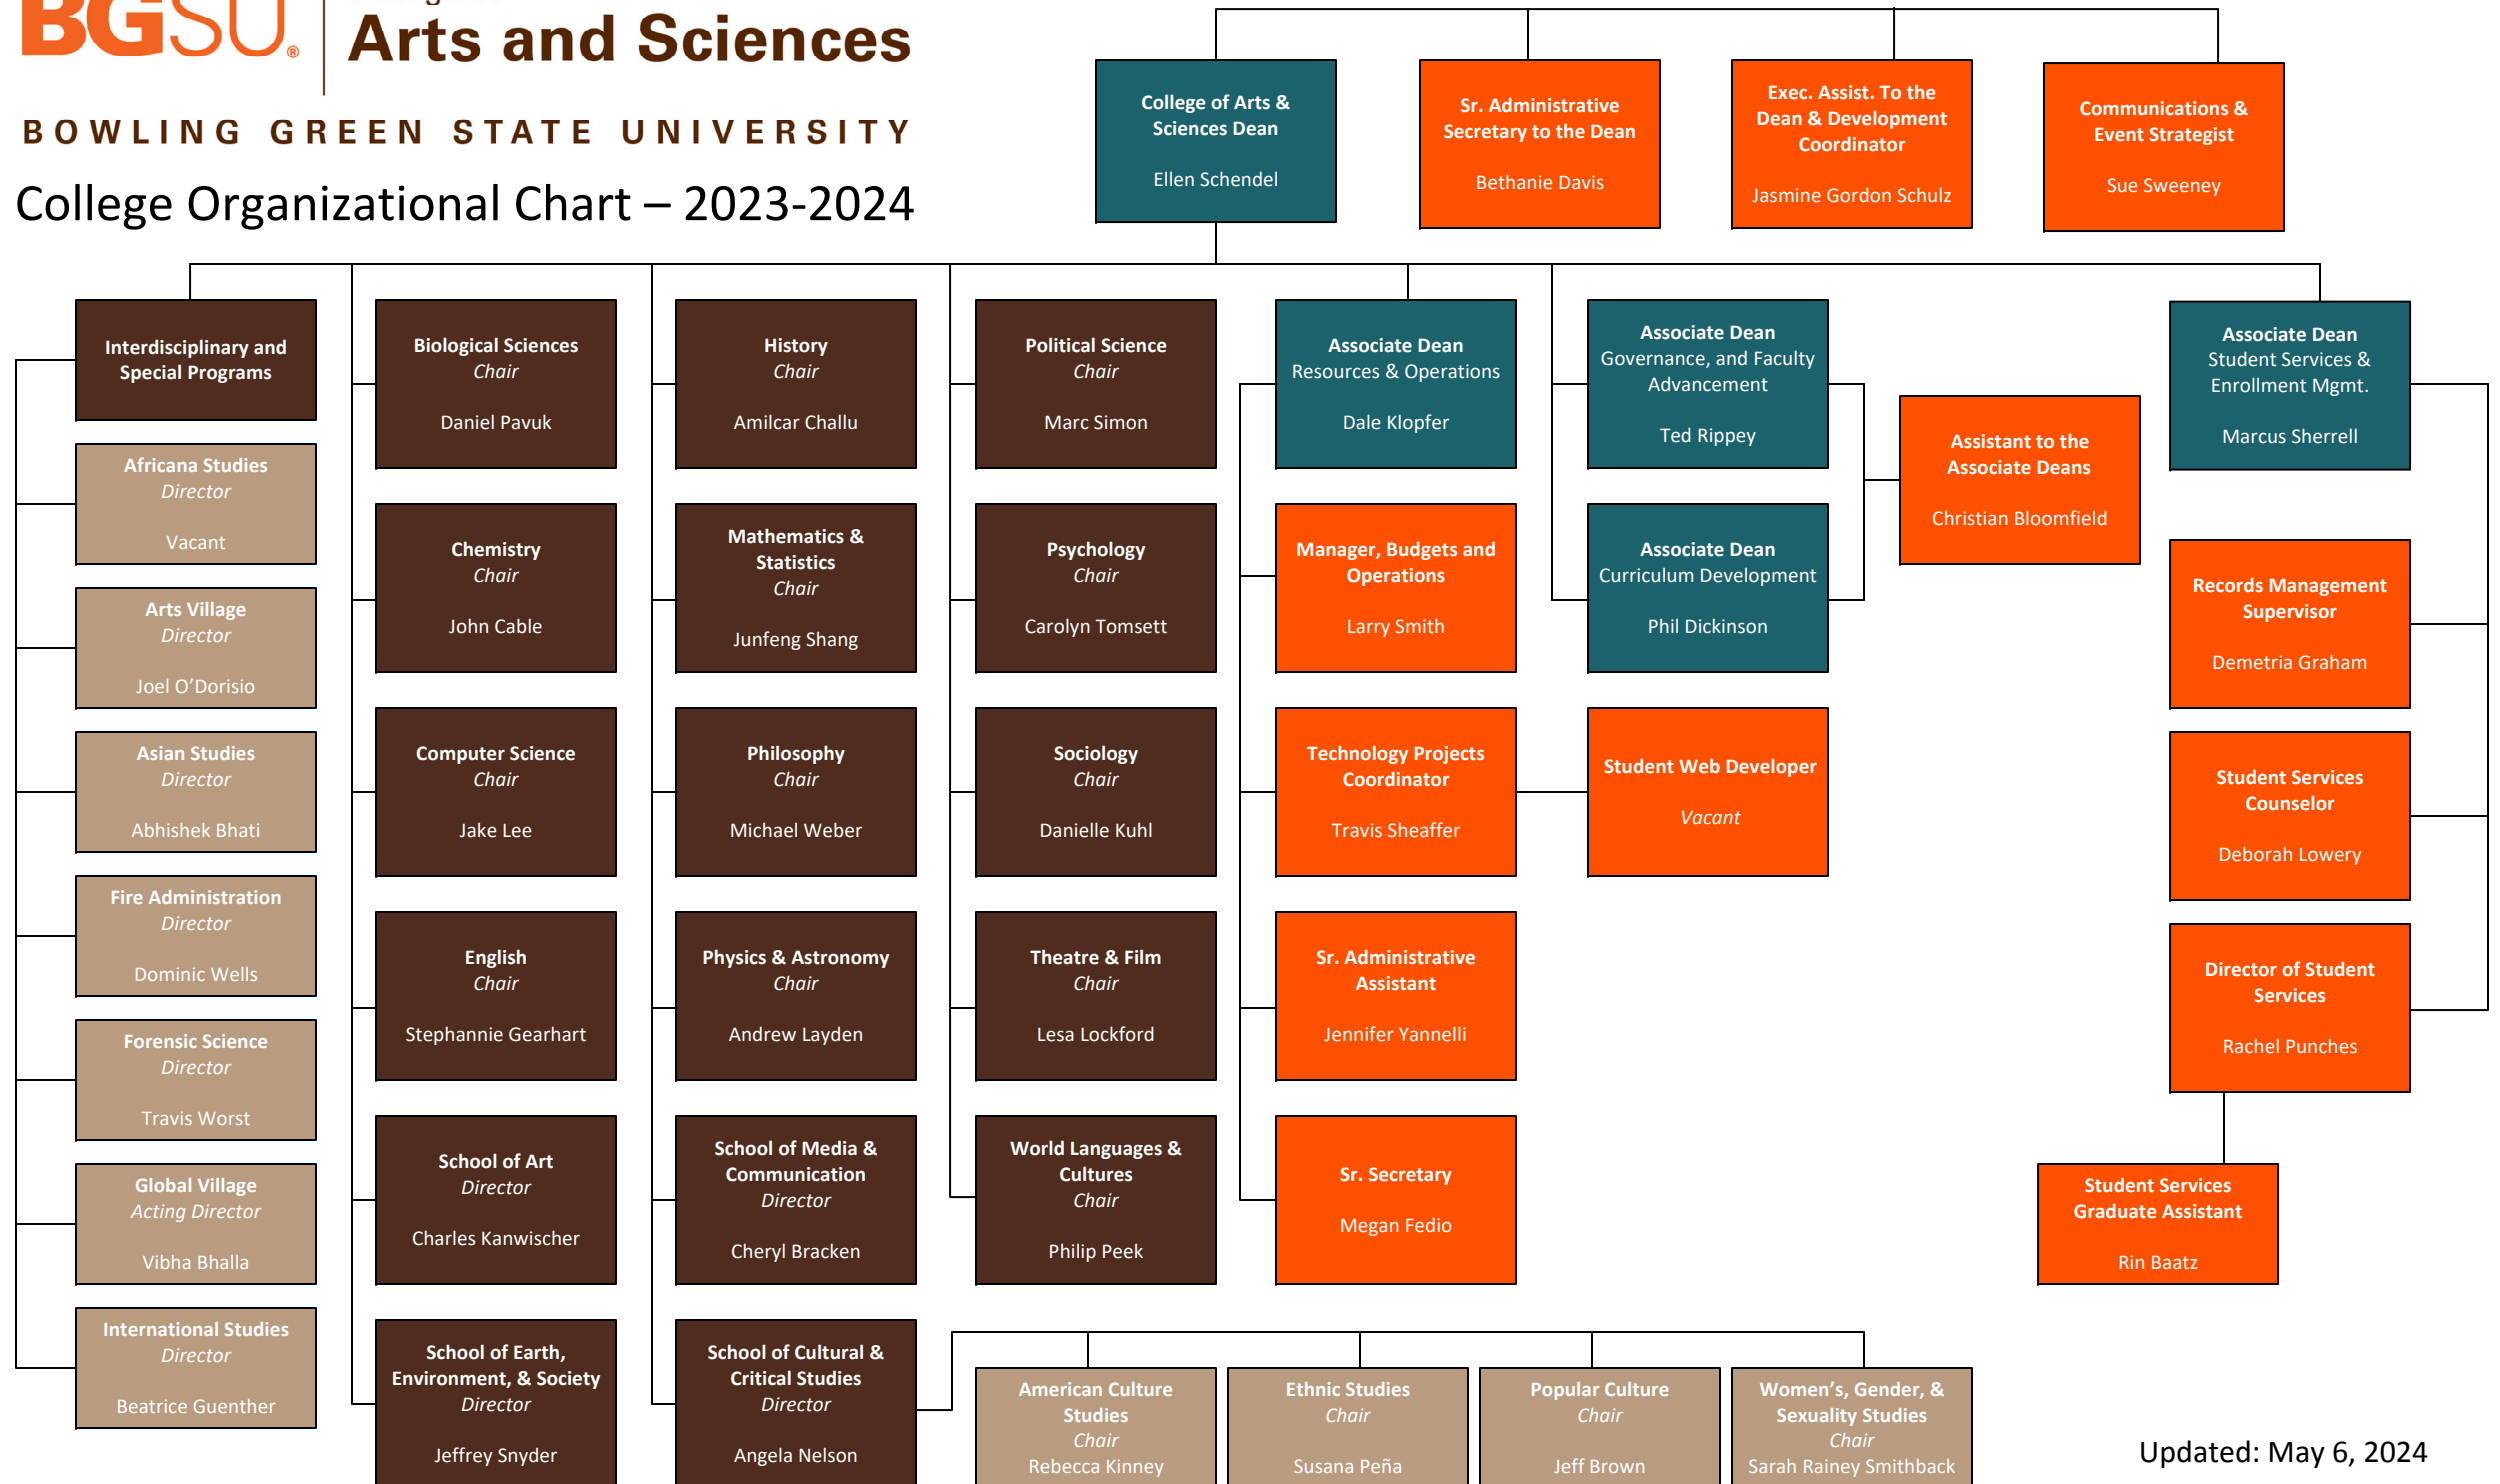 BGSU®
Arts and Sciences
BOWLING GREEN STATE UNIVERSITY
College Organizational Chart – 2023-2024
College of Arts &
Sciences Dean
Ellen Schendel
Sr. Administrative
Secretary to the Dean
Bethanie Davis
Exec. Assist. To the
Dean & Development
Coordinator
Jasmine Gordon Schulz
Communications &
Event Strategist
Sue Sweeney
Interdisciplinary and
Special Programs
Africana Studies
Director
Vacant
Arts Village
Director
Joel O’Dorisio
Asian Studies
Director
Abhishek Bhati
Fire Administration
Director
Dominic Wells
Forensic Science
Director
Travis Worst
Global Village
Acting Director
Vibha Bhalla
International Studies
Director
Beatrice Guenther
Biological Sciences
Chair
Daniel Pavuk
Chemistry
Chair
John Cable
Computer Science
Chair
Jake Lee
English
Chair
Stephannie Gearhart
School of Art
Director
Charles Kanwischer
School of Earth,
Environment, & Society
Director
Jeffrey Snyder
History
Chair
Amilcar Challu
Mathematics &
Statistics
Chair
Junfeng Shang
Philosophy
Chair
Michael Weber
Physics & Astronomy
Chair
Andrew Layden
School of Media &
Communication
Director
Cheryl Bracken
School of Cultural &
Critical Studies
Director
Angela Nelson
Political Science
Chair
Marc Simon
Psychology
Chair
Carolyn Tomsett
Sociology
Chair
Danielle Kuhl
Theatre & Film
Chair
Lesa Lockford
World Languages &
Cultures
Chair
Philip Peek
Associate Dean
Resources & Operations
Dale Klopfer
Manager, Budgets and
Operations
Larry Smith
Technology Projects
Coordinator
Travis Sheaffer
Sr. Administrative
Assistant
Jennifer Yannelli
Sr. Secretary
Megan Fedio
Associate Dean
Governance, and Faculty
Advancement
Ted Rippey
Associate Dean
Curriculum Development
Phil Dickinson
Student Web Developer
Vacant
Assistant to the
Associate Deans
Christian Bloomfield
Associate Dean
Student Services &
Enrollment Mgmt.
Marcus Sherrell
Records Management
Supervisor
Demetria Graham
Student Services
Counselor
Deborah Lowery
Director of Student
Services
Rachel Punches
Student Services
Graduate Assistant
Rin Baatz
American Culture
Studies
Chair
Rebecca Kinney
Ethnic Studies
Chair
Susana Peña
Popular Culture
Chair
Jeff Brown
Women’s, Gender, &
Sexuality Studies
Chair
Sarah Rainey Smithback
Updated: May 6, 2024